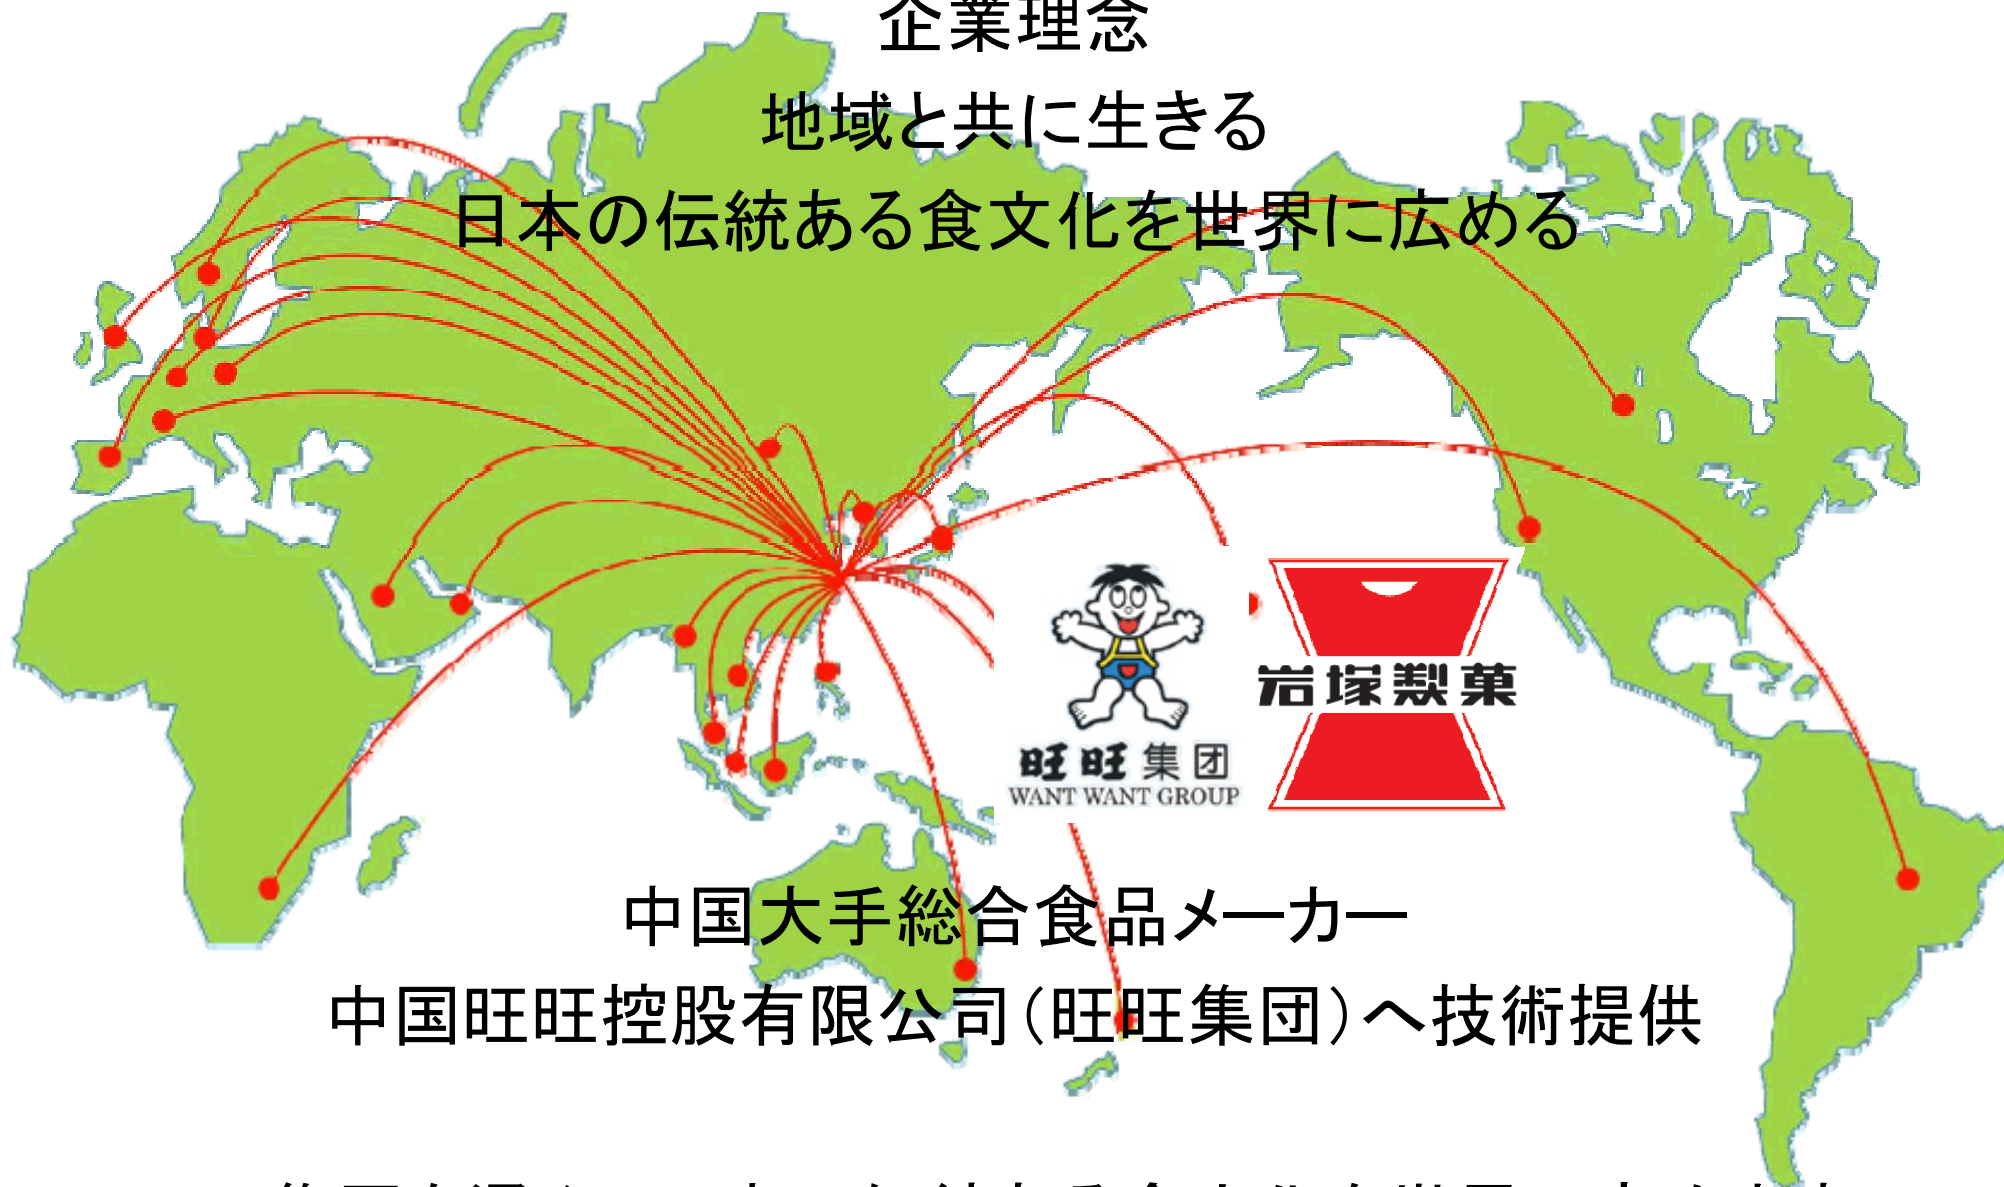 企業理念
地域と共に生きる
日本の伝統ある食文化を世界に広める
岩塚製菓
旺旺集团
WANT WANT GROUP
中国大手総合食品メーカー
中国旺旺控股有限公司(旺旺集団)へ技術提供